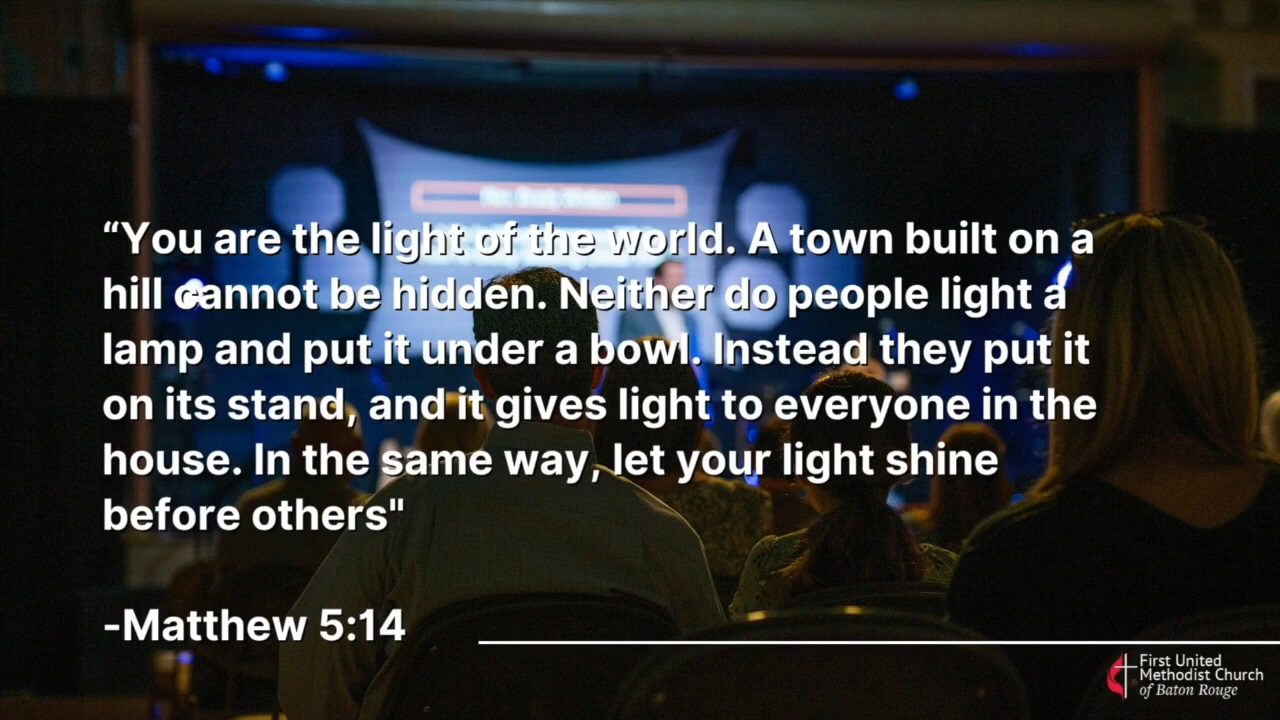 “You are the light of the world. A town built on a
hill cannot be hidden. Neither do people light a
lamp and put it under a bowl. Instead they put it
on its stand, and it gives light to everyone in the
house. In the same way, let your light shine
before others"
-Matthew 5:14
First United
Methodist Church
of Baton Rouge